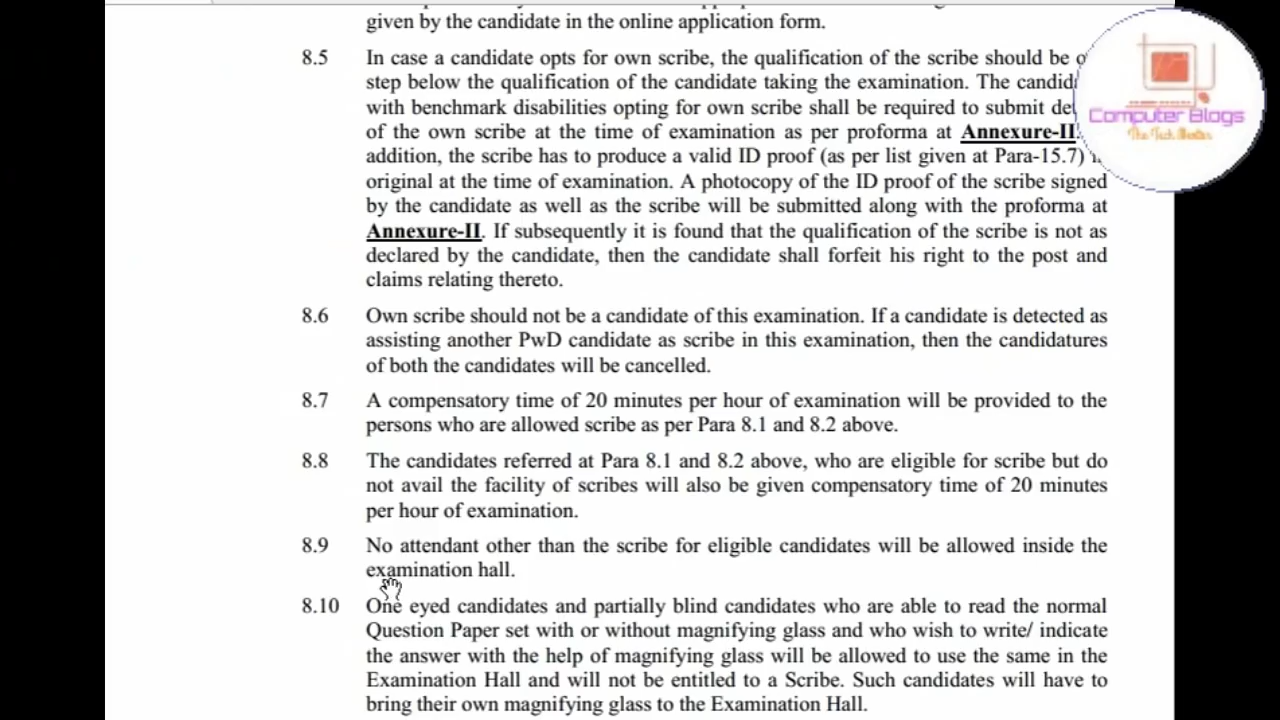 given by the candidate in the online application form.
8.5 In case a candidate opts for own scribe, the qualification of the scribe should be
step below the qualification of the candidate taking the examination. The
with benchmark disabilities opting for own scribe shall be required to submit
of the own scribe at the time of examination as per proforma at Annexure-II.
addition, the scribe has to produce a valid ID proof (as per list given at Para-15.7)
original at the time of examination. A photocopy of the ID proof of the scribe signed
by the candidate as well as the scribe will be submitted along with the proforma at
Annexure-II. If subsequently it is found that the qualification of the scribe is not as
declared by the candidate, then the candidate shall forfeit his right to the post and
claims relating thereto.
8.6 Own scribe should not be a candidate of this examination. If a candidate is detected as
assisting another PwD candidate as scribe in this examination, then the candidatures
of both the candidates will be cancelled.
8.7 A compensatory time of 20 minutes per hour of examination will be provided to the
persons who are allowed scribe as per Para 8.1 and 8.2 above.
8.8 The candidates referred at Para 8.1 and 8.2 above, who are eligible for scribe but do
not avail the facility of scribes will also be given compensatory time of 20 minutes
per hour of examination.
8.9 No attendant other than the scribe for eligible candidates will be allowed inside the
examination hall.
8.10 One eyed candidates and partially blind candidates who are able to read the normal
Question Paper set with or without magnifying glass and who wish to write/ indicate
the answer with the help of magnifying glass will be allowed to use the same in the
Examination Hall and will not be entitled to a Scribe. Such candidates will have to
bring their own magnifying glass to the Examination Hall.
Computer Blogs
The Tech